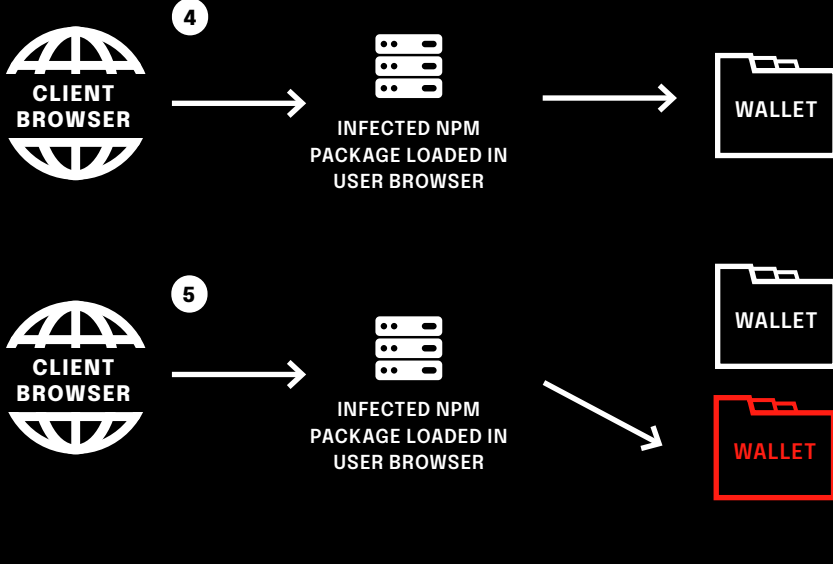 4
CLIENT
BROWSER
INFECTED NPM
PACKAGE LOADED IN
USER BROWSER
WALLET
5
CLIENT
BROWSER
INFECTED NPM
PACKAGE LOADED IN
USER BROWSER
WALLET
WALLET